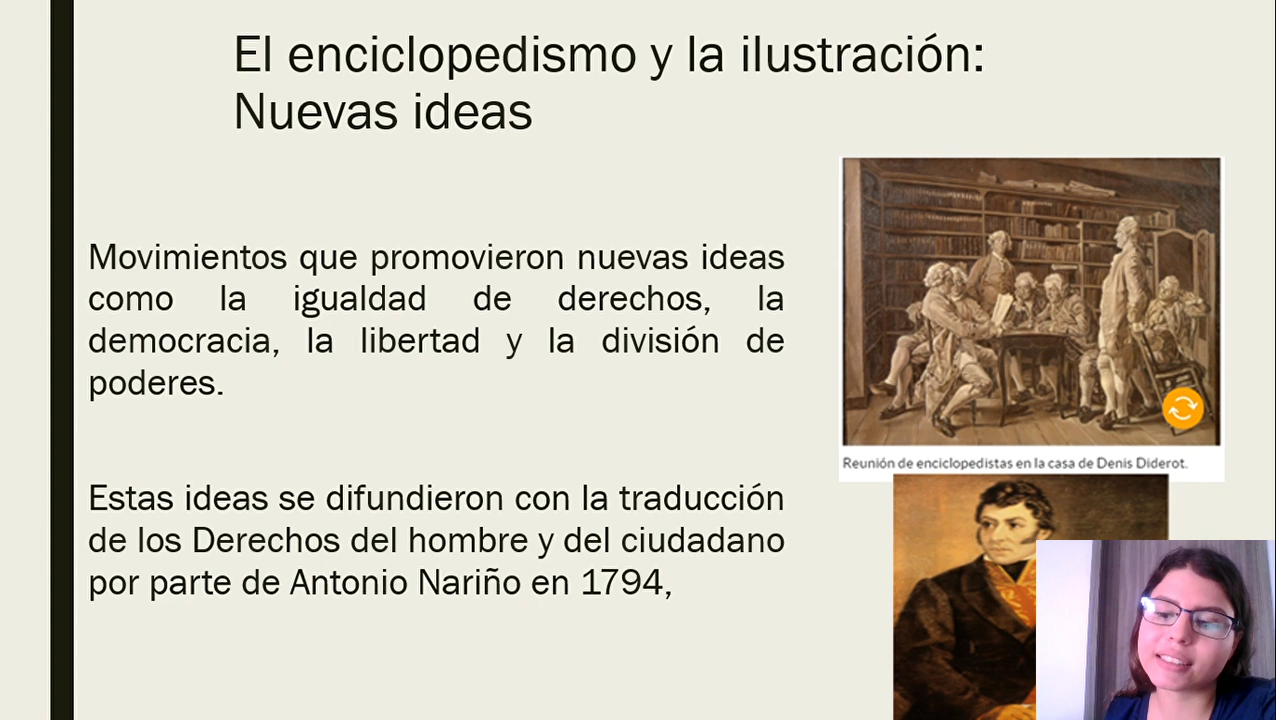 El enciclopedismo y la ilustración:
Nuevas ideas
Movimientos que promovieron nuevas ideas
como la igualdad de derechos, la
democracia, la libertad y la división de
poderes.
Reunión de enciclopedistas en la casa de Denis Diderot.
Estas ideas se difundieron con la traducción
de los Derechos del hombre y del ciudadano
por parte de Antonio Nariño en 1794,